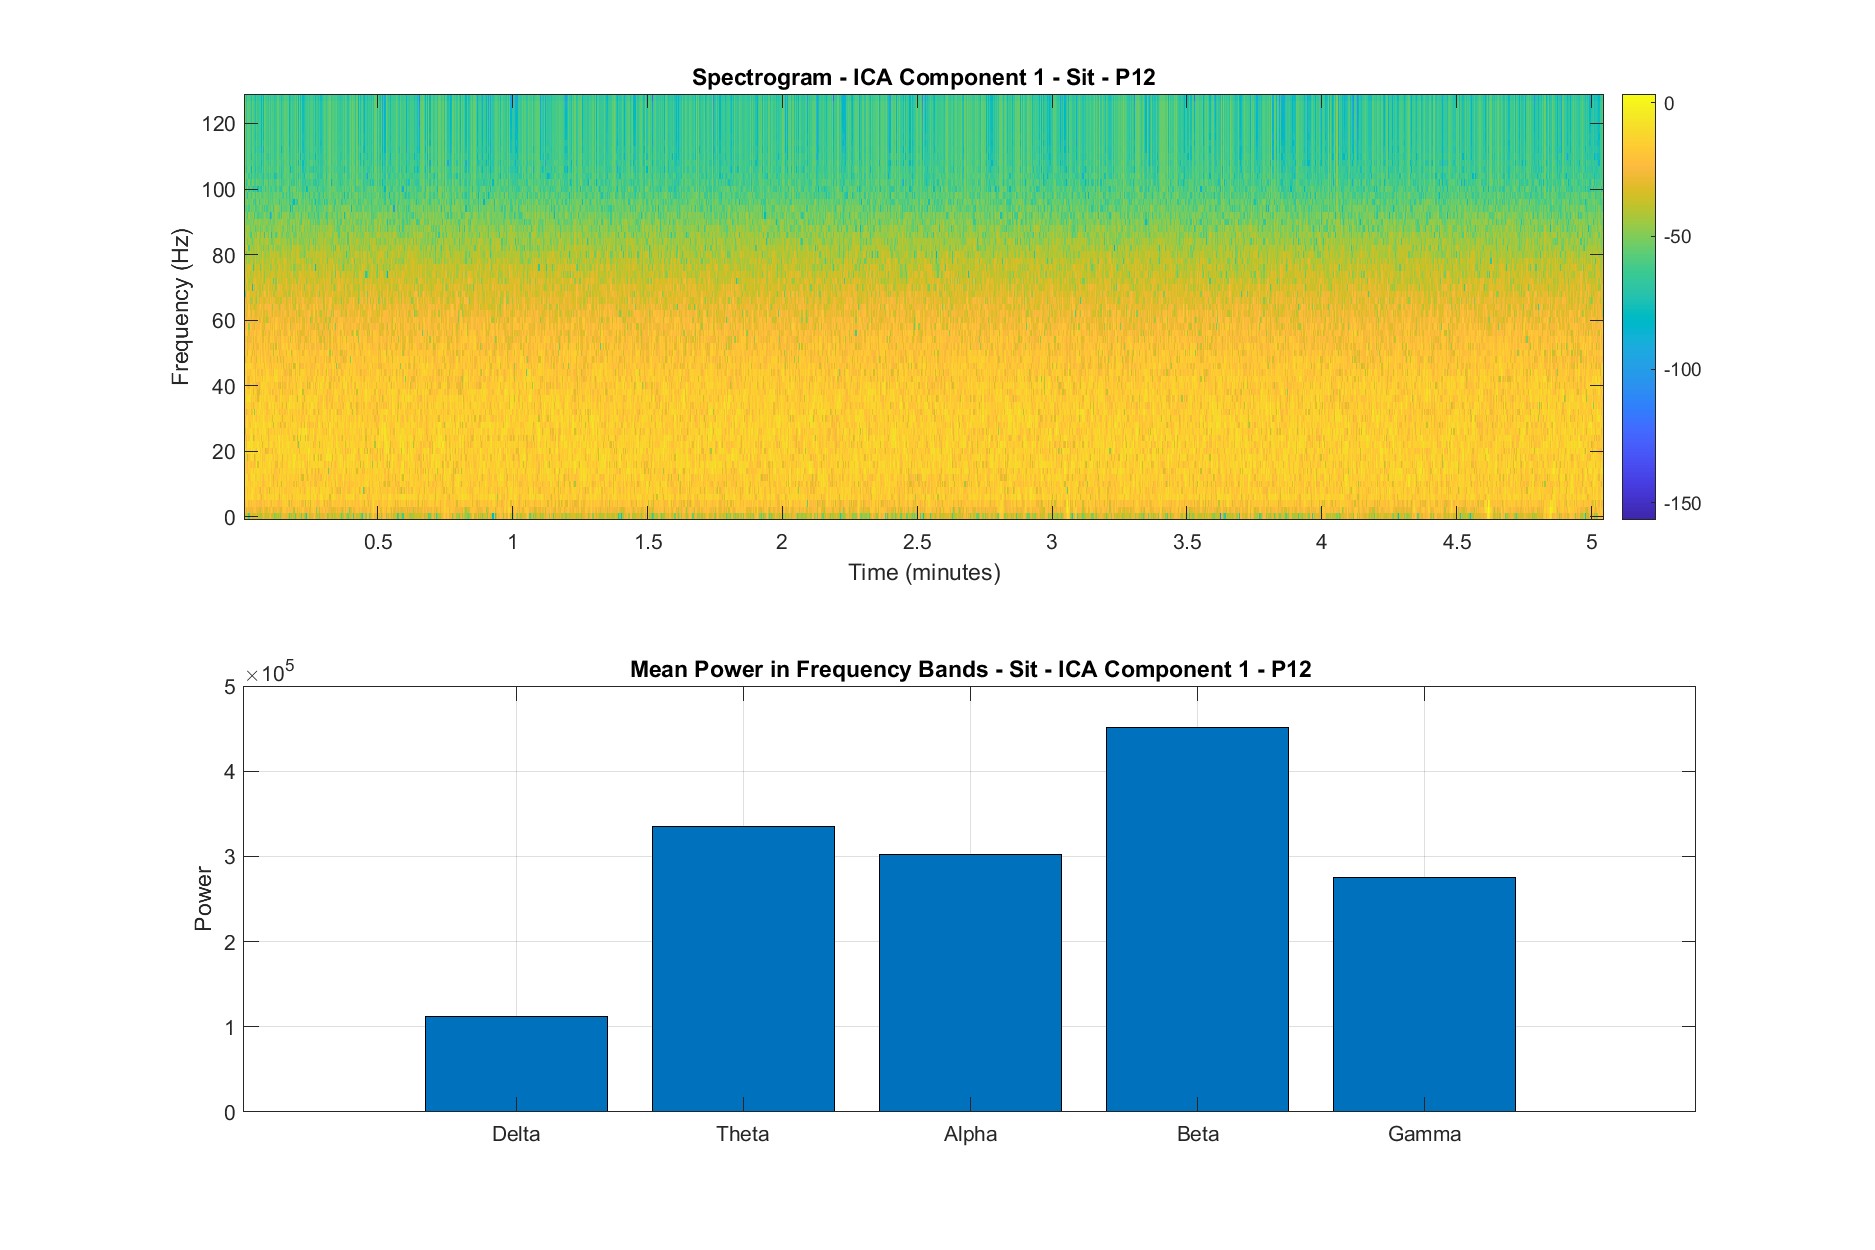 Spectrogram - ICA Component 1 - Sit - P12
120
100
80
60
40
20
0
Frequency (Hz)
0.5 1 1.5 2 2.5 3 3.5 4 4.5 5
Time (minutes)
0
-50
-100
-150
Mean Power in Frequency Bands - Sit - ICA Component 1 - P12
×10^5
5
4
3
2
1
0
Power
Delta Theta Alpha Beta Gamma